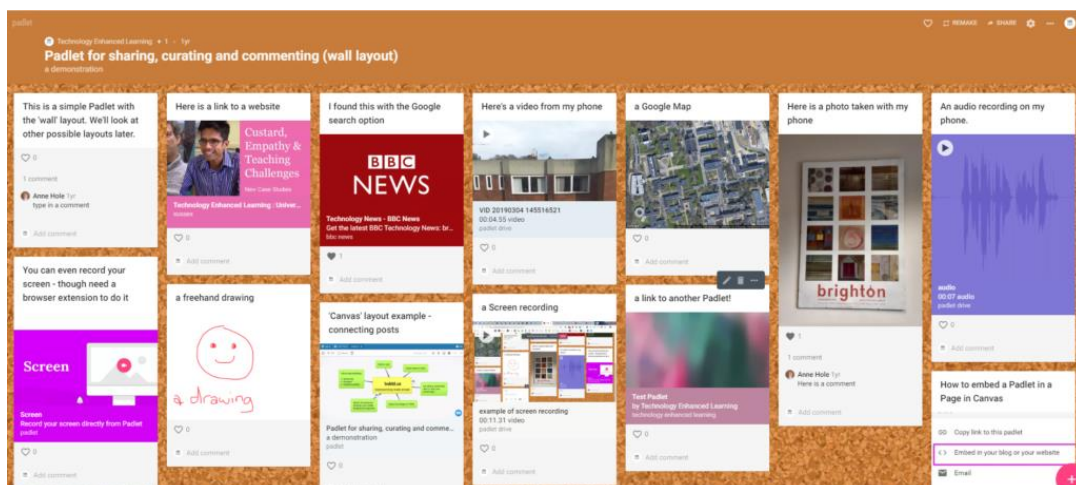 padlet
REMAKE
SHARE
Technology Enhanced Learning + 1 · 1yr
Padlet for sharing, curating and commenting (wall layout)
a demonstration
This is a simple Padlet with
the 'wall' layout. We'll look at
other possible layouts later.
0
1 comment
Anne Hole 1yr
type in a comment
Add comment
You can even record your
screen - though need a
browser extension to do it
Screen
Screen
Record your screen directly from Padlet
padlet
0
Add comment
Here is a link to a website
Custard,
Empathy &
Teaching
Challenges
New Case Studies
Technology Enhanced Learning : Univer...
sussex
0
Add comment
a freehand drawing
a drawing
0
Add comment
I found this with the Google
search option
BBC
NEWS
Technology News - BBC News
Get the latest BBC Technology News: br...
bbc news
1
Add comment
'Canvas' layout example -
connecting posts
Padlet for sharing, curating and comme...
a demonstration
padlet
0
Here's a video from my phone
VID 20190304 145516521
00:04.55 video
padlet drive
0
Add comment
a Screen recording
example of screen recording
00:11.31 video
padlet drive
0
Add comment
a Google Map
0
Add comment
a link to another Padlet!
Test Padlet
by Technology Enhanced Learning
technology enhanced learning
0
Add comment
Here is a photo taken with my
phone
brighton
1
1 comment
Anne Hole 1yr
Here is a comment
Add comment
An audio recording on my
phone.
audio
00:07 audio
padlet drive
0
Add comment
How to embed a Padlet in a
Page in Canvas
Copy link to this padlet
Embed in your blog or your website
Email